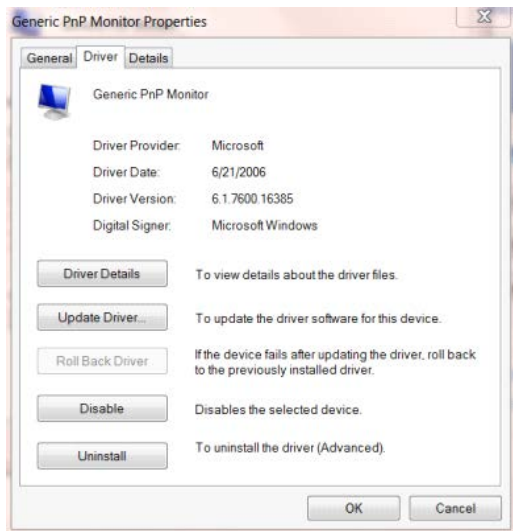 Generic PnP Monitor Properties
General Driver Details
Generic PnP Monitor
Driver Provider: Microsoft
Driver Date: 6/21/2006
Driver Version: 6.1.7600.16385
Digital Signer: Microsoft Windows
Driver Details To view details about the driver files.
Update Driver... To update the driver software for this device.
Roll Back Driver If the device fails after updating the driver, roll back
to the previously installed driver.
Disable Disables the selected device.
Uninstall To uninstall the driver (Advanced).
OK Cancel